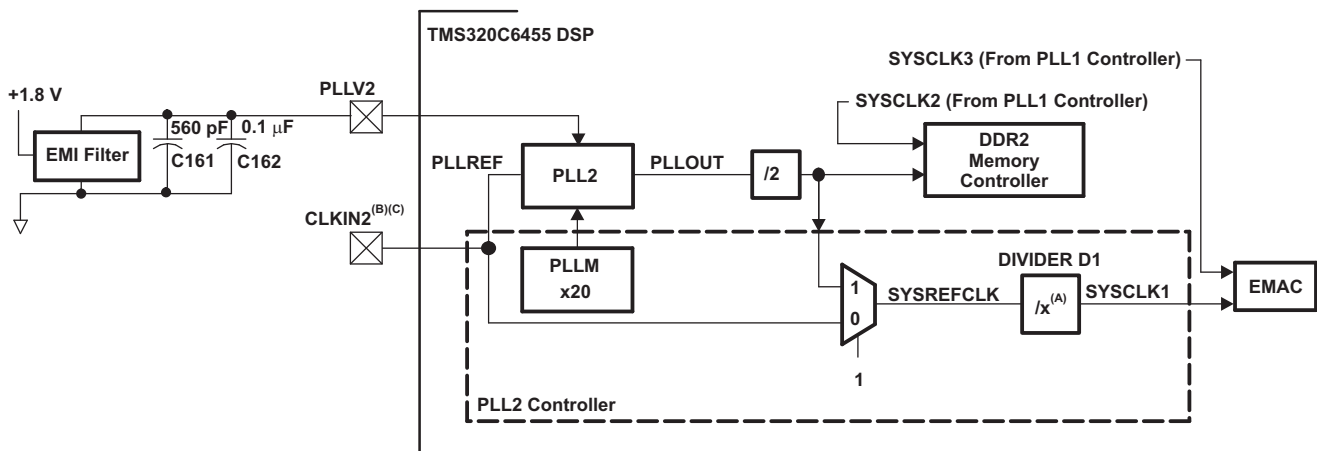 TMS320C6455 DSP
SYSCLK3 (From PLL1 Controller)
+1.8 V
PLLV2
SYSCLK2 (From PLL1 Controller)
560 pF
0.1 μF
EMI Filter
C161
C162
PLLREF
PLL2
PLLOUT
/2
DDR2
Memory
Controller
CLKIN2(B)(C)
PLLM
x20
DIVIDER D1
1
SYSREFCLK
/x(A)
SYSCLK1
EMAC
0
1
PLL2 Controller